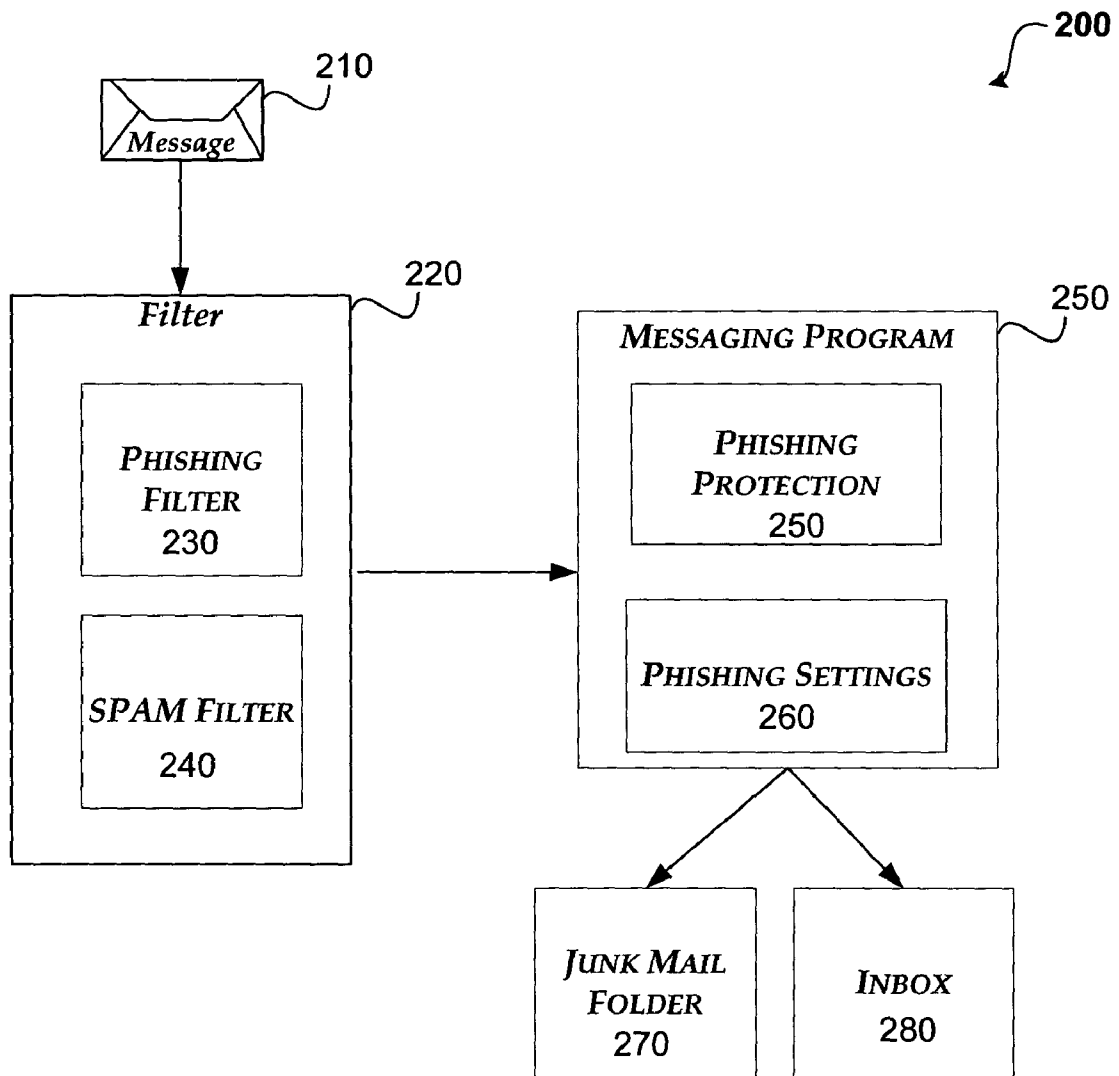 200
210
Message
220
Filter
PHISHING
FILTER
230
SPAM FILTER
240
250
MESSAGING PROGRAM
PHISHING
PROTECTION
250
PHISHING SETTINGS
260
JUNK MAIL
FOLDER
270
INBOX
280